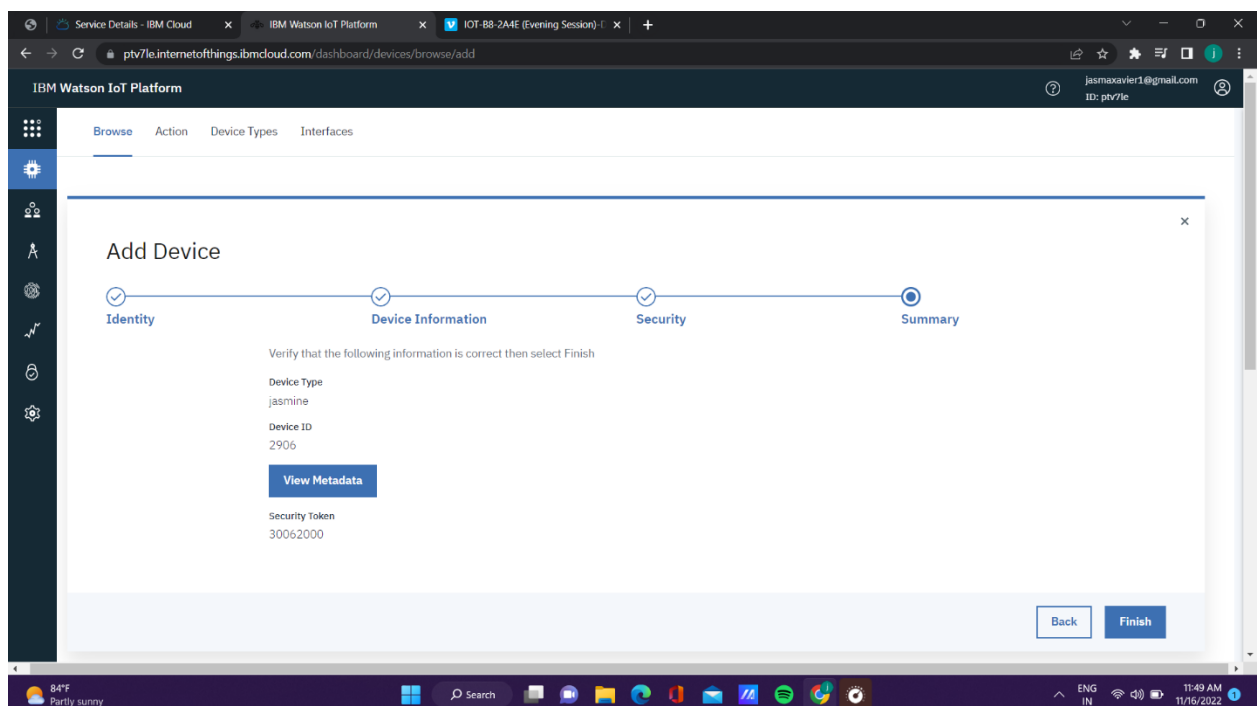 Service Details - IBM Cloud
IBM Watson IoT Platform
IOT-B8-2A4E (Evening Session)-
ptv7le.internetofthings.ibmcloud.com/dashboard/devices/browse/add
j
IBM Watson IoT Platform
jasmaxavier1@gmail.com
ID: ptv7le
Browse Action Device Types Interfaces
Add Device
Identity Device Information Security Summary
Verify that the following information is correct then select Finish
Device Type
jasmine
Device ID
2906
View Metadata
Security Token
30062000
Back Finish
84°F
Partly sunny
Search
ENG
IN
11:49 AM
11/16/2022
1